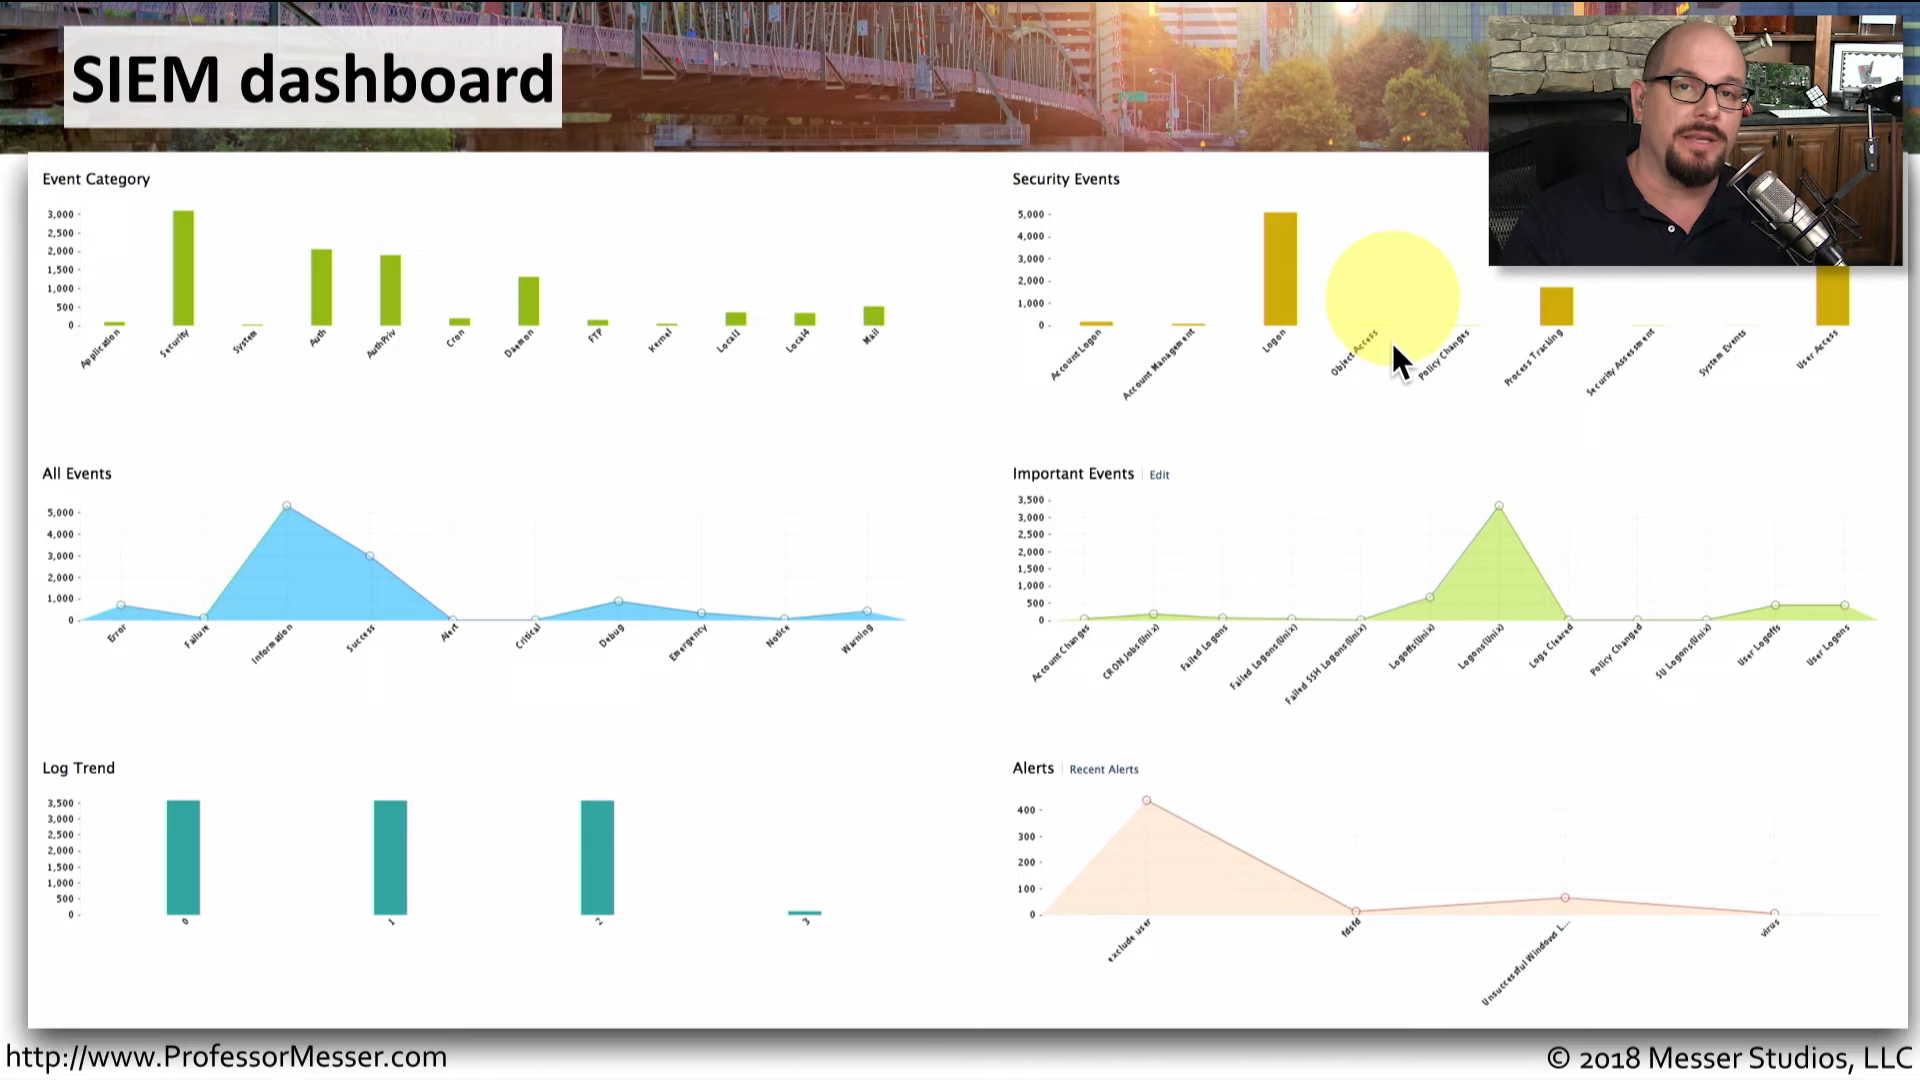 SIEM dashboard
Event Category
3,000
2,500
2,000
1,500
1,000
500
0
Application
Security
System
Auth
AuthPriv
Cron
Daemon
FTP
Kernel
Local1
Local4
Mail
Security Events
5,000
4,000
3,000
2,000
1,000
0
Account Logon
Account Management
Logon
Object Access
Policy Changes
Process Tracking
Security Assessment
System Events
User Access
All Events
5,000
4,000
3,000
2,000
1,000
0
Error
Failure
Information
Success
Alert
Critical
Debug
Emergency
Notice
Warning
Important Events Edit
3,500
3,000
2,500
2,000
1,500
1,000
500
0
Account Changes
CRON Jobs(Unix)
Failed Logons
Failed Logons(Unix)
Failed SSH Logons(Unix)
Logoffs(Unix)
Logons(Unix)
Logs Cleared
Policy Changed
SU Logons(Unix)
User Logoffs
User Logons
Log Trend
3,500
3,000
2,500
2,000
1,500
1,000
500
0
0
1
2
3
Alerts Recent Alerts
400
300
200
100
0
exclude user
fdsfd
Unsuccessful Windows L...
virus
http://www.ProfessorMesser.com
© 2018 Messer Studios, LLC